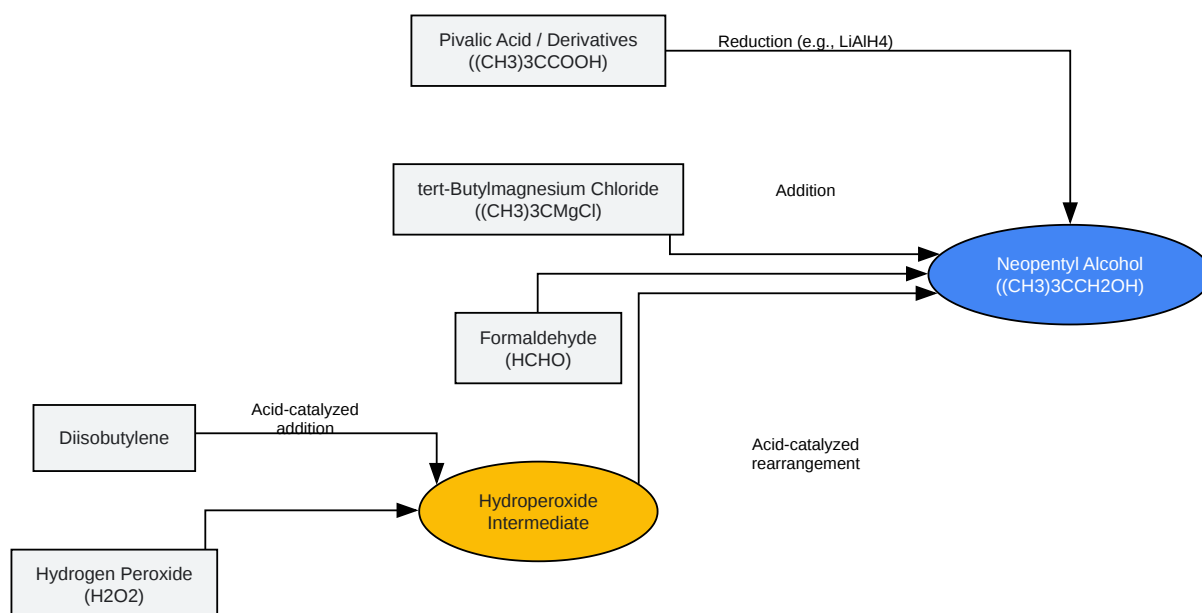 Pivalic Acid / Derivatives
((CH3)3CCOOH)
Reduction (e.g., LiAlH4)
tert-Butylmagnesium Chloride
((CH3)3CMgCl)
Addition
Neopentyl Alcohol
((CH3)3CCH2OH)
Formaldehyde
(HCHO)
Diisobutylene
Acid-catalyzed
addition
Acid-catalyzed
rearrangement
Hydroperoxide
Intermediate
Hydrogen Peroxide
(H2O2)